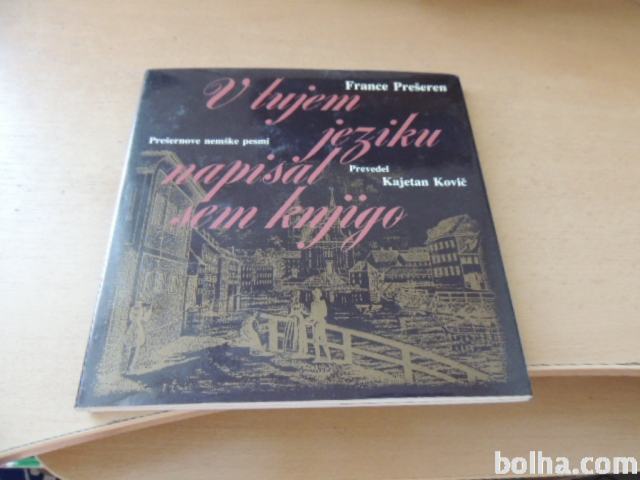 France Prešeren
V tujem
jeziku
Prešernove nemške pesmi
napisal
Prevedel
Kajetan Kovič
sem knjigo
bolha.com